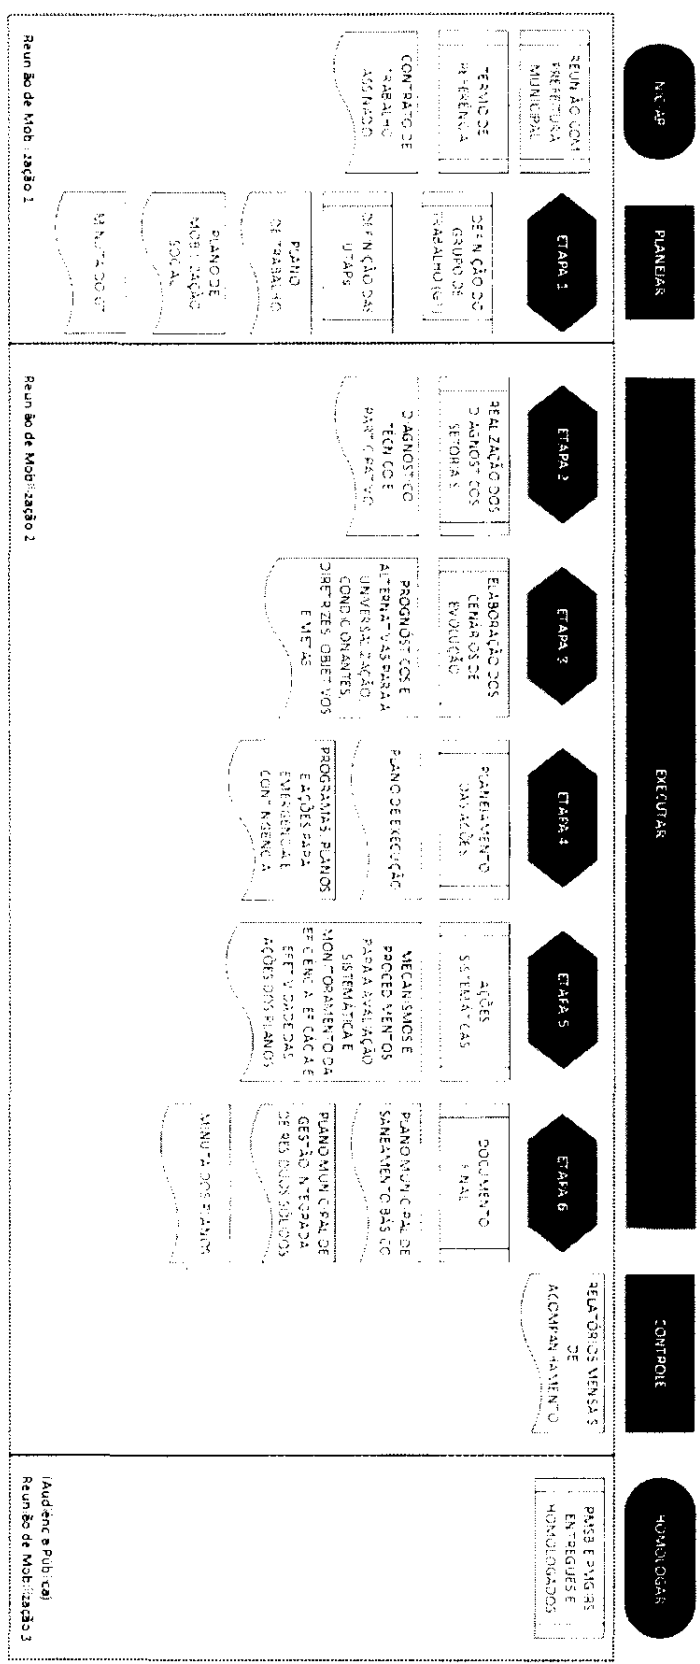 INICIAR
REUNIÃO COM
PREFEITURA
MUNICIPAL
TERMO DE
REFERÊNCIA
CONTRATO DE
TRABALHO
ASSINADO
PLANEJAR
ETAPA 1
DEFINIÇÃO DO
GRUPO DE
TRABALHO (GT)
DEFINIÇÃO DAS
UTAPS
PLANO
DE TRABALHO
PLANO DE
MOBILIZAÇÃO
SOCIAL
MINUTA DO GT
Reunião de Mobilização 1
EXECUTAR
ETAPA 2
REALIZAÇÃO DOS
DIAGNÓSTICOS
SETORIAIS
DIAGNÓSTICO
TÉCNICO E
PARTICIPATIVO
ETAPA 3
ELABORAÇÃO DOS
CENÁRIOS DE
EVOLUÇÃO
PROGNÓSTICOS E
ALTERNATIVAS PARA A
UNIVERSALIZAÇÃO,
CONDICIONANTES,
DIRETRIZES, OBJETIVOS
E METAS
ETAPA 4
PLANEJAMENTO
DAS AÇÕES
PLANO DE EXECUÇÃO
PROGRAMAS, PLANOS
E AÇÕES PARA
EMERGÊNCIA E
CONTINGÊNCIA
ETAPA 5
AÇÕES
SISTEMÁTICAS
MECANISMOS E
PROCEDIMENTOS
PARA A AVALIAÇÃO
SISTEMÁTICA E
MONITORAMENTO DA
EFICIÊNCIA, EFICÁCIA E
EFETIVIDADE DAS
AÇÕES DOS PLANOS
ETAPA 6
DOCUMENTO
FINAL
PLANO MUNICIPAL DE
SANEAMENTO BÁSICO
PLANO MUNICIPAL DE
GESTÃO INTEGRADA
DE RESÍDUOS SÓLIDOS
MINUTA DOS PLANOS
Reunião de Mobilização 2
CONTROLE
RELATÓRIOS MENSAIS
DE
ACOMPANHAMENTO
HOMOLOGAR
PMSB E PMGIRS
ENTREGUES E
HOMOLOGADOS
(Audiência Pública)
Reunião de Mobilização 3